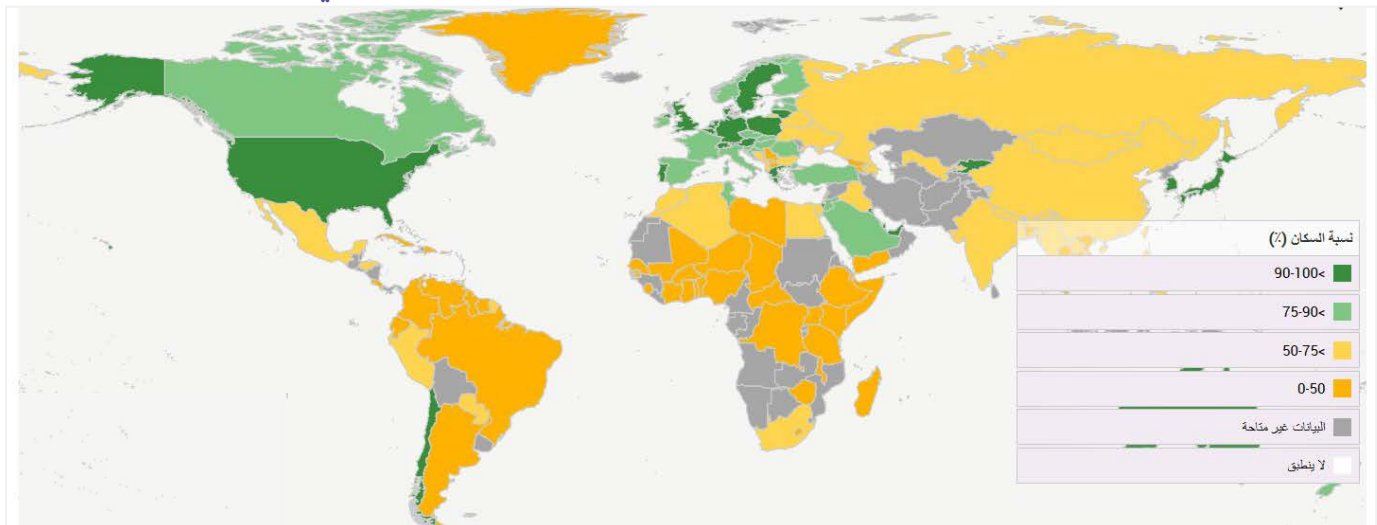 نسبة السكان (٪)
90-100<
75-90<
50-75<
0-50
البيانات غير متاحة
لا ينطبق